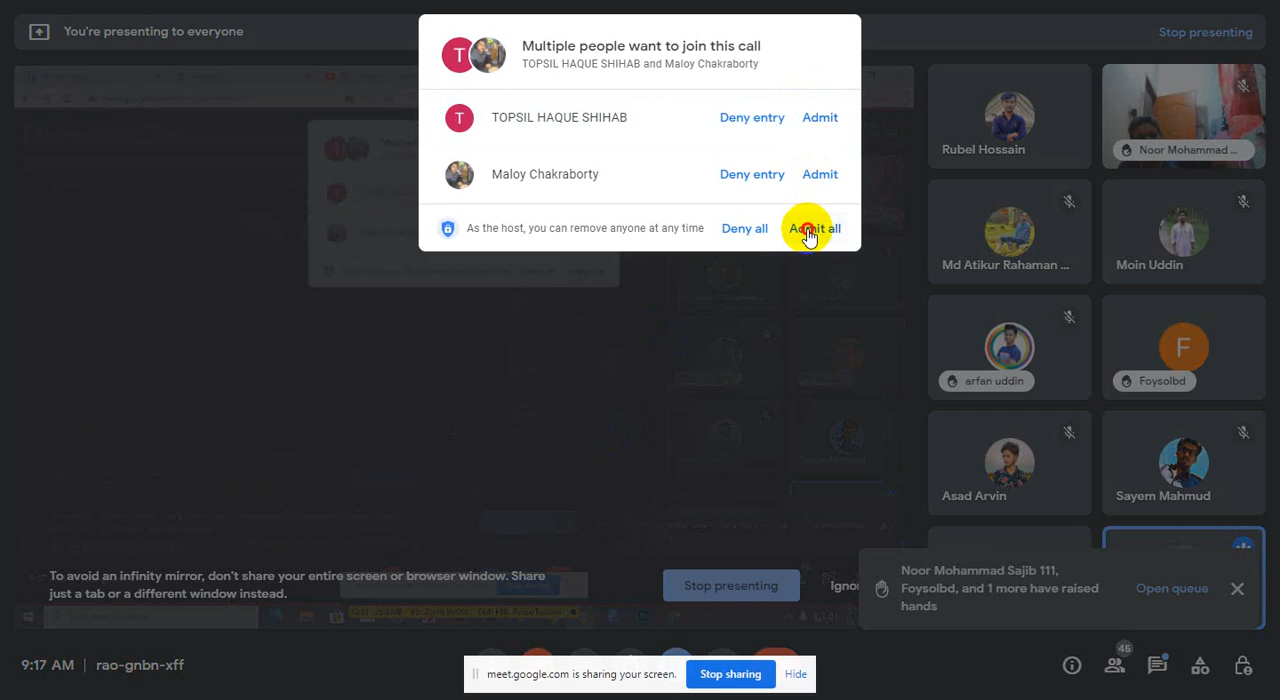 You're presenting to everyone
Stop presenting
T
Multiple people want to join this call
TOPSIL HAQUE SHIHAB and Maloy Chakraborty
T
TOPSIL HAQUE SHIHAB
Deny entry
Admit
Maloy Chakraborty
Deny entry
Admit
As the host, you can remove anyone at any time
Deny all
Admit all
Rubel Hossain
Noor Mohammad ...
Md Atikur Rahaman ...
Moin Uddin
arfan uddin
F
Foysolbd
Asad Arvin
Sayem Mahmud
To avoid an infinity mirror, don't share your entire screen or browser window. Share
just a tab or a different window instead.
Stop presenting
Ignor
Noor Mohammad Sajib 111,
Foysolbd, and 1 more have raised
hands
Open queue
9:17 AM | rao-gnbn-xff
meet.google.com is sharing your screen.
Stop sharing
Hide
45